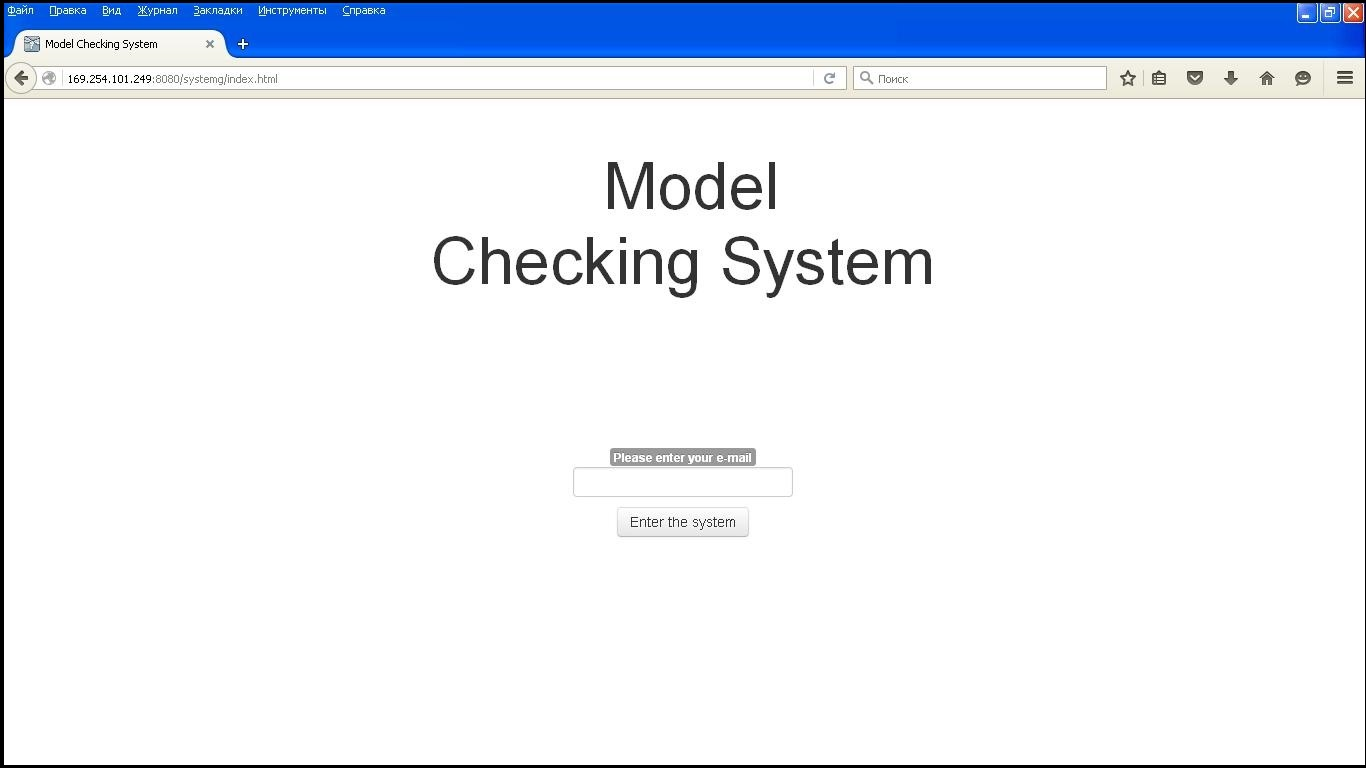 Файл Правка Вид Журнал Закладки Инструменты Справка
Model Checking System
169.254.101.249:8080/systemg/index.html
Поиск
Model
Checking System
Please enter your e-mail
Enter the system